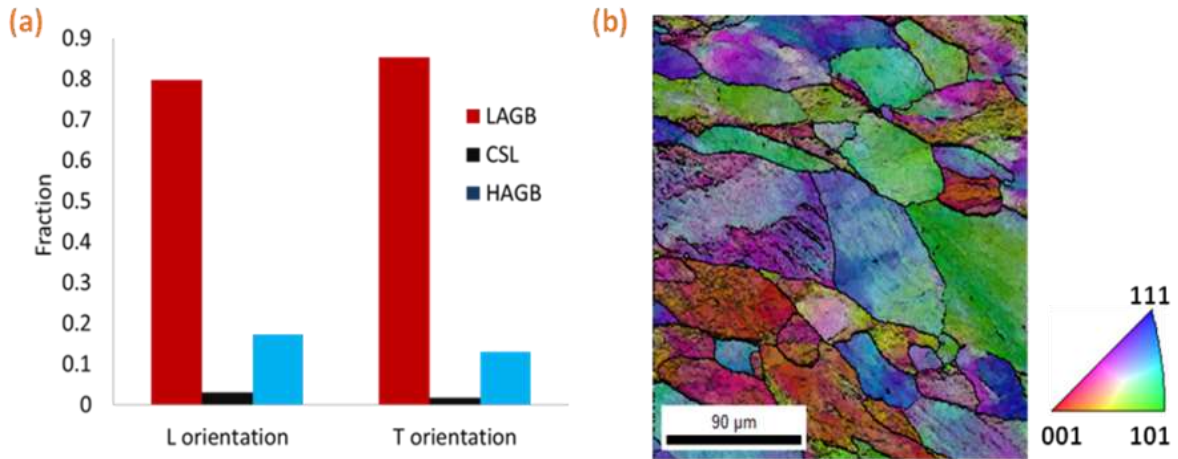 (a)
0.9
0.8
0.7
0.6
0.5
0.4
0.3
0.2
0.1
0
Fraction
LAGB
CSL
HAGB
L orientation
T orientation
(b)
90 µm
111
001
101